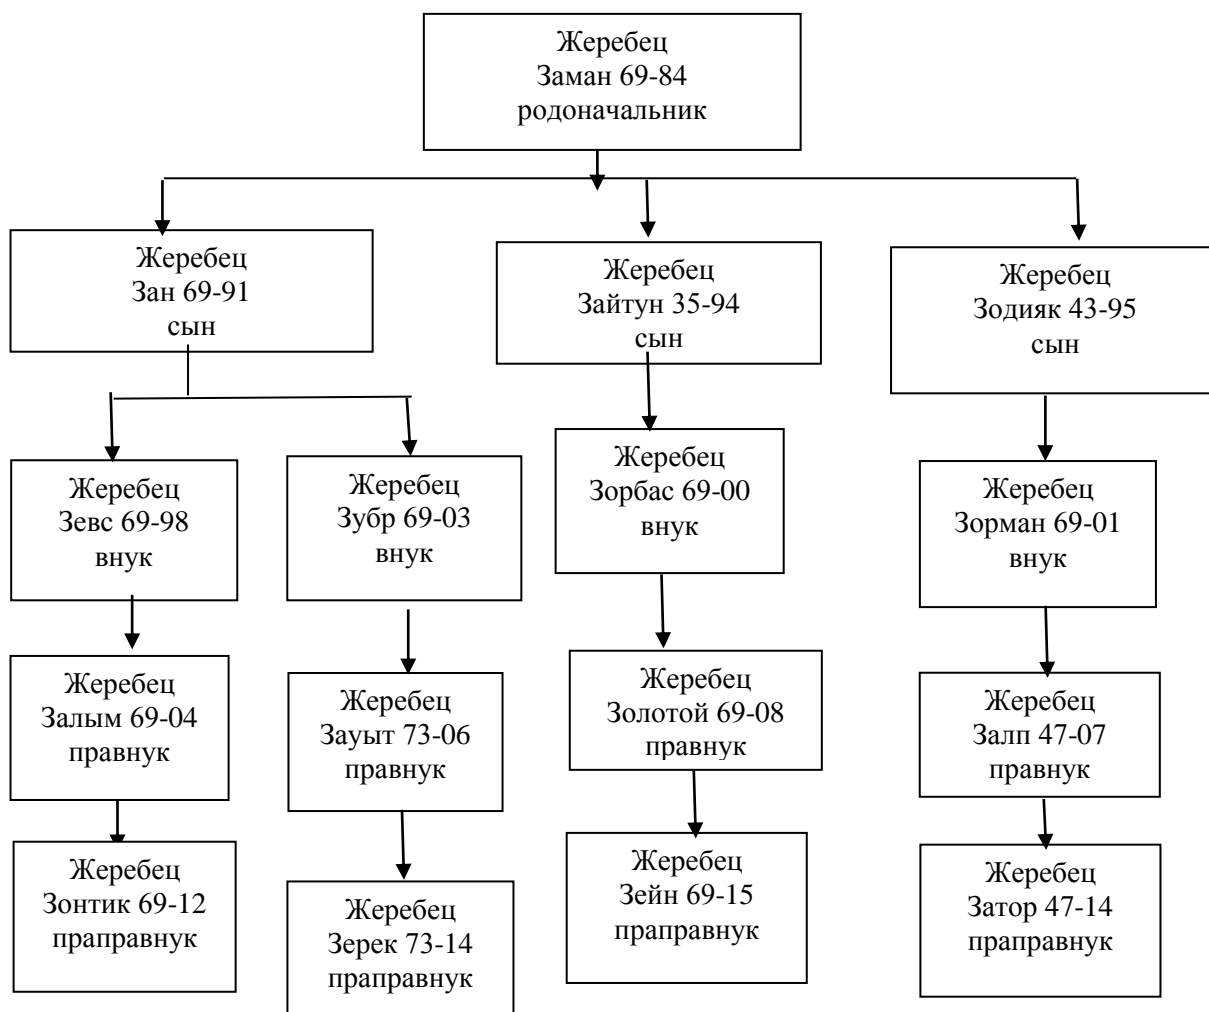 Жеребец
Заман 69-84
родоначальник
Жеребец
Зан 69-91
сын
Жеребец
Зайтун 35-94
сын
Жеребец
Зодияк 43-95
сын
Жеребец
Зевс 69-98
внук
Жеребец
Зубр 69-03
внук
Жеребец
Зорбас 69-00
внук
Жеребец
Зорман 69-01
внук
Жеребец
Залым 69-04
правнук
Жеребец
Зауыт 73-06
правнук
Жеребец
Золотой 69-08
правнук
Жеребец
Залп 47-07
правнук
Жеребец
Зонтик 69-12
праправнук
Жеребец
Зерек 73-14
праправнук
Жеребец
Зейн 69-15
праправнук
Жеребец
Затор 47-14
праправнук